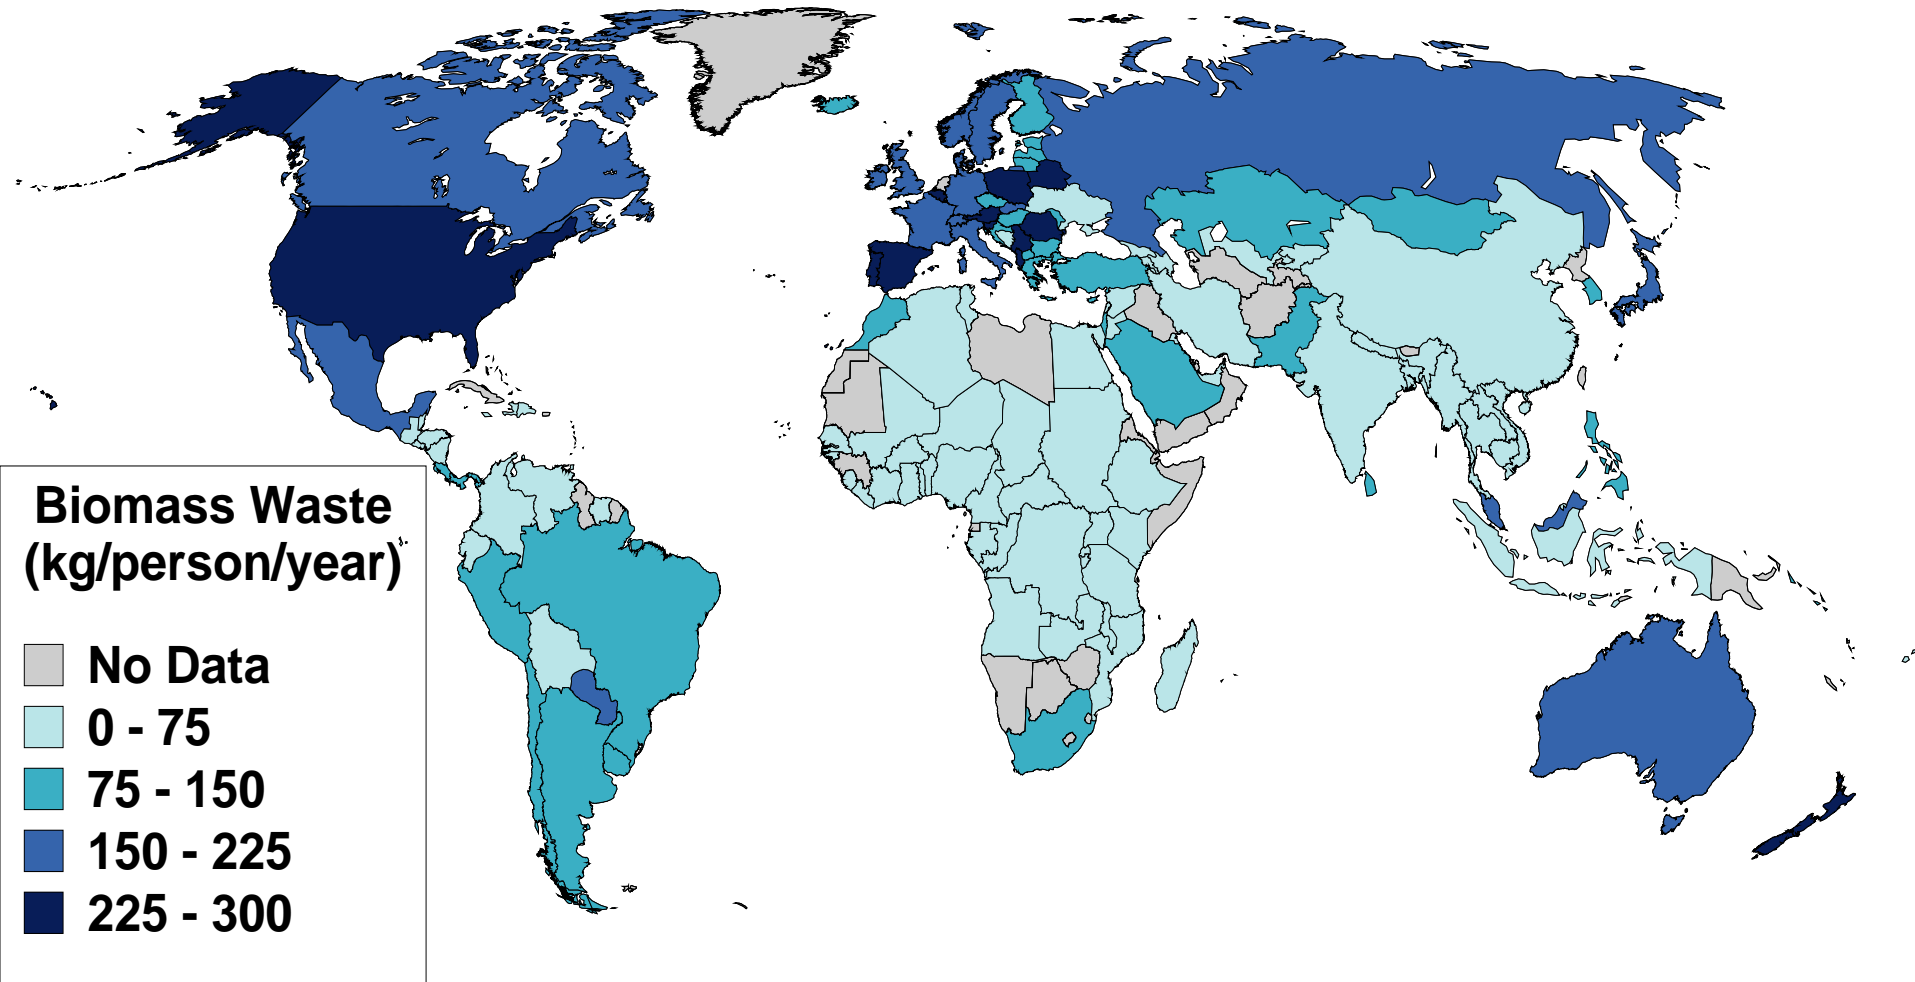 Biomass Waste
(kg/person/year)
No Data
0 - 75
75 - 150
150 - 225
225 - 300